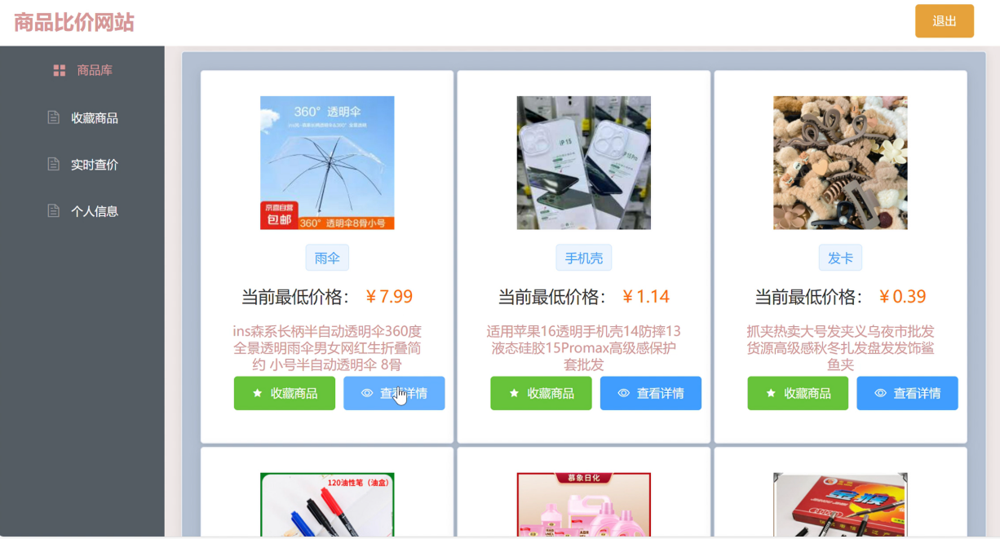 商品比价网站
退出
商品库
收藏商品
实时查价
个人信息
360° 透明伞
京喜自营
包邮
360° 透明伞8骨小号
雨伞
当前最低价格： ￥7.99
ins森系长柄半自动透明伞360度
全景透明雨伞男女网红生折叠简
约 小号半自动透明伞 8骨
收藏商品
查看详情
iP 15
手机壳
当前最低价格： ￥1.14
适用苹果16透明手机壳14防摔13
液态硅胶15Promax高级感保护
套批发
收藏商品
查看详情
发卡
当前最低价格： ￥0.39
抓夹热卖大号发夹义乌夜市批发
货源高级感秋冬扎发盘发发饰鲨
鱼夹
收藏商品
查看详情
120油性笔（油盒）
慕象日化
金猴